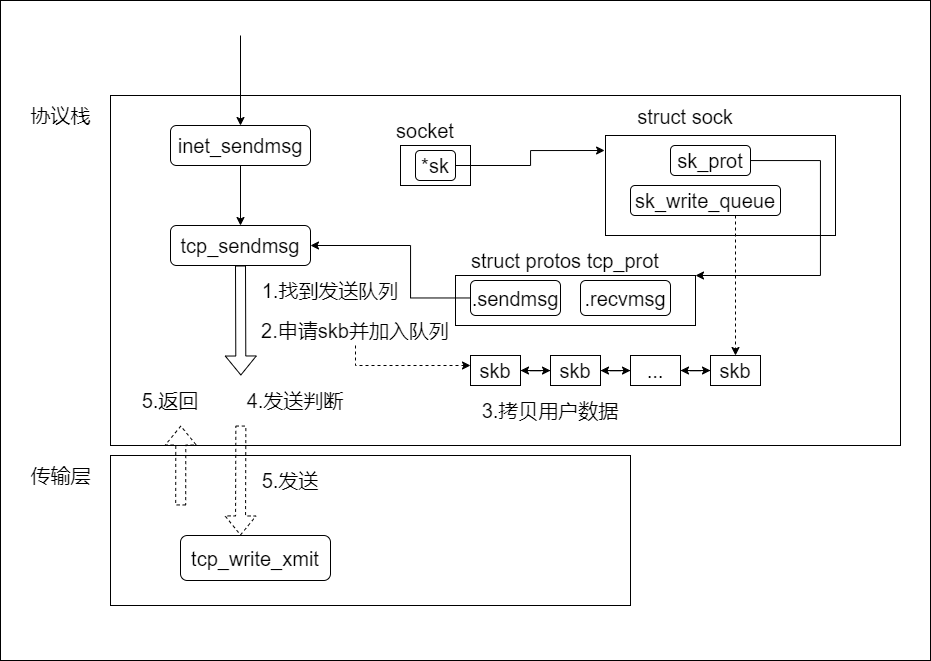 协议栈
inet_sendmsg
socket
*sk
struct sock
sk_prot
sk_write_queue
tcp_sendmsg
struct protos tcp_prot
.sendmsg
.recvmsg
1.找到发送队列
2.申请skb并加入队列
skb
skb
...
skb
3.拷贝用户数据
5.返回
4.发送判断
传输层
5.发送
tcp_write_xmit